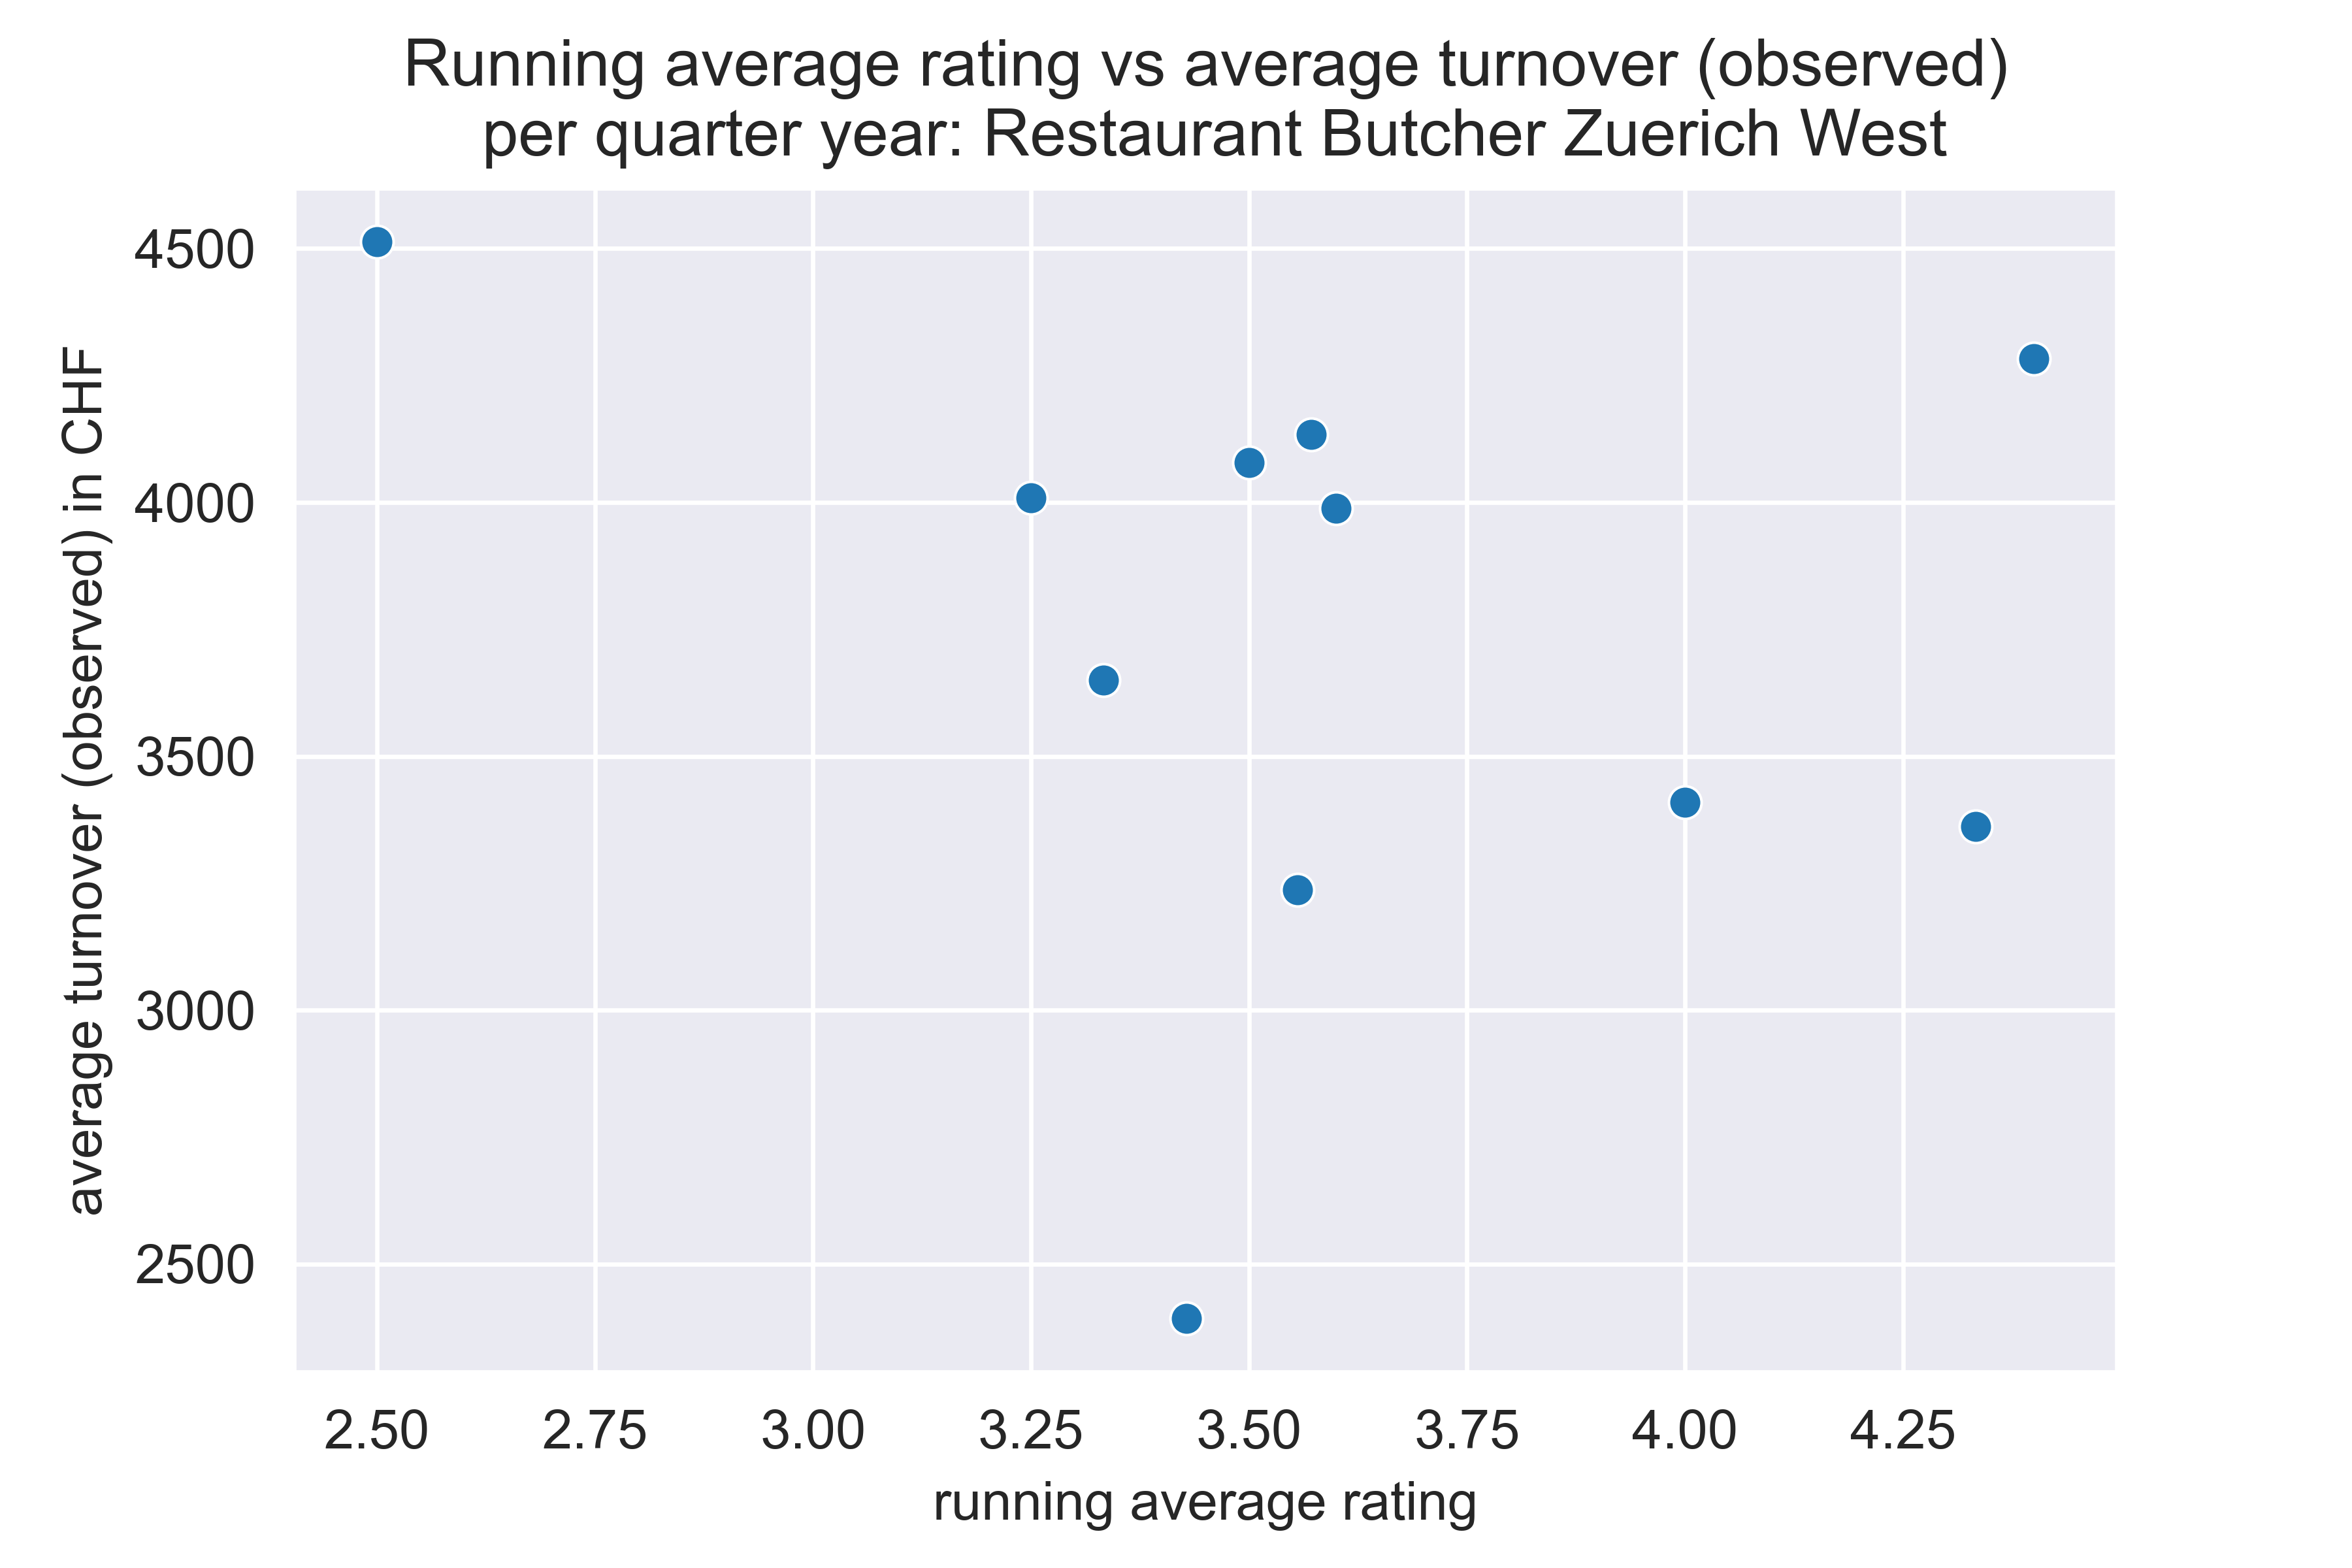 Running average rating vs average turnover (observed)
per quarter year: Restaurant Butcher Zuerich West
average turnover (observed) in CHF
4500
4000
3500
3000
2500
2.50 2.75 3.00 3.25 3.50 3.75 4.00 4.25
running average rating